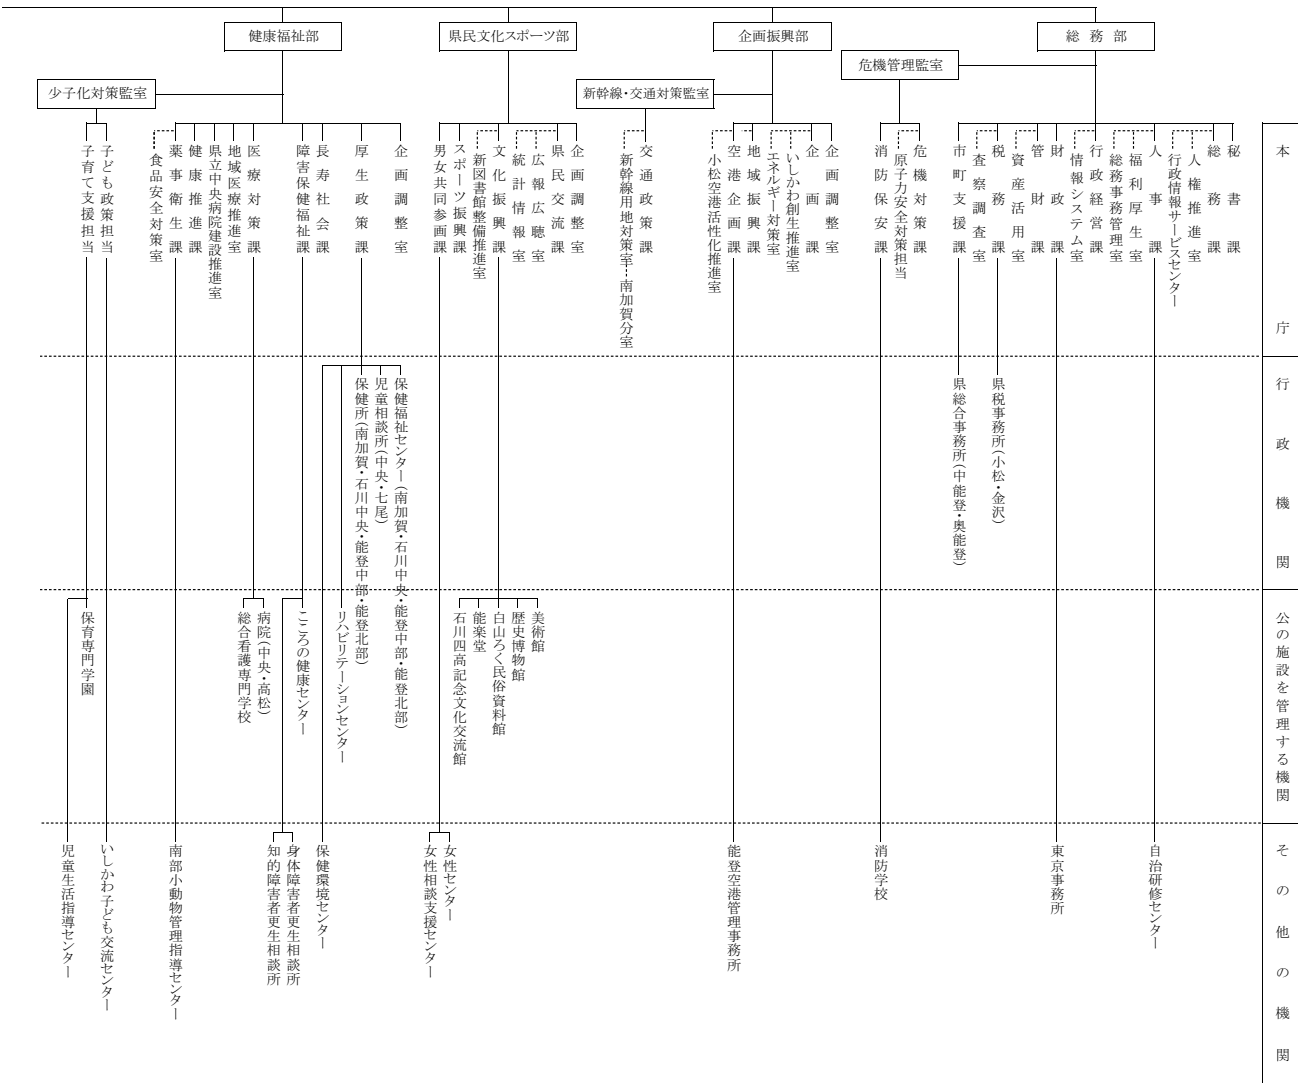 総務部
危機管理監室
企画振興部
新幹線・交通対策監室
県民文化スポーツ部
健康福祉部
少子化対策監室
本庁
秘書課
総務課
人権推進室
行政情報サービスセンター
人事課
福利厚生室
総務事務管理室
行政経営課
情報システム室
財政課
管財課
資産活用室
税務課
査察調査室
市町支援課
危機対策課
原子力安全対策担当
消防保安課
企画調整室
企画課
いしかわ創生推進室
エネルギー対策室
地域振興課
空港企画課
小松空港活性化推進室
交通政策課
新幹線用地対策室
南加賀分室
企画調整室
県民交流課
広報広聴室
統計情報室
文化振興課
新図書館整備推進室
スポーツ振興課
男女共同参画課
企画調整室
厚生政策課
長寿社会課
障害保健福祉課
医療対策課
地域医療推進室
県立中央病院建設推進室
健康推進課
薬事衛生課
食品安全対策室
子ども政策担当
子育て支援担当
行政機関
県税事務所(小松・金沢)
県総合事務所(中能登・奥能登)
保健福祉センター(南加賀・石川中央・能登中部・能登北部)
児童相談所(中央・七尾)
保健所(南加賀・石川中央・能登中部・能登北部)
公の施設を管理する機関
美術館
歴史博物館
白山ろく民俗資料館
能楽堂
石川四高記念文化交流館
リハビリテーションセンター
こころの健康センター
病院(中央・高松)
総合看護専門学校
保育専門学園
その他の機関
自治研修センター
東京事務所
消防学校
能登空港管理事務所
女性センター
女性相談支援センター
保健環境センター
身体障害者更生相談所
知的障害者更生相談所
南部小動物管理指導センター
いしかわ子ども交流センター
児童生活指導センター